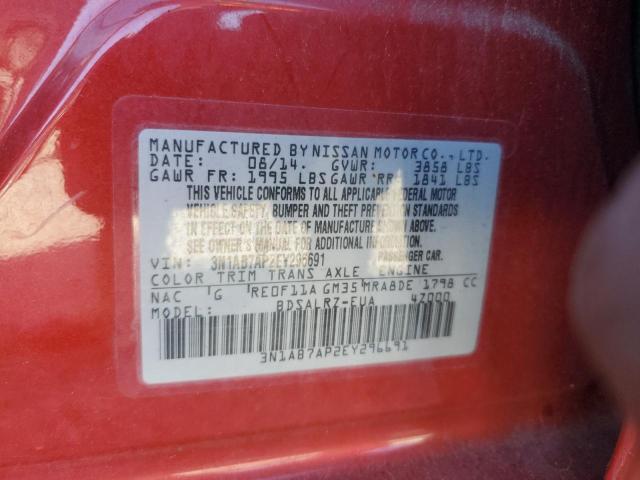 MANUFACTURED BY NISSAN MOTOR CO., LTD.
08/14. GVWR: 3858 LBS
GAWR FR: 1995 LBS GAWR RR: 1841 LBS
THIS VEHICLE CONFORMS TO ALL APPLICABLE FEDERAL MOTOR
VEHICLE SAFETY, BUMPER AND THEFT PREVENTION STANDARDS
IN EFFECT ON THE DATE OF MANUFACTURE SHOWN ABOVE.
SEE OWNER'S MANUAL FOR ADDITIONAL INFORMATION.
VIN: 3N1AB7AP2EY296691 PASSENGER CAR
COLOR TRIM TRANS AXLE ENGINE
NAC G RE0F11A GM35 MRA8DE 1798 CC
MODEL: BDSALRZ-EUA 47000
3N1AB7AP2EY296691